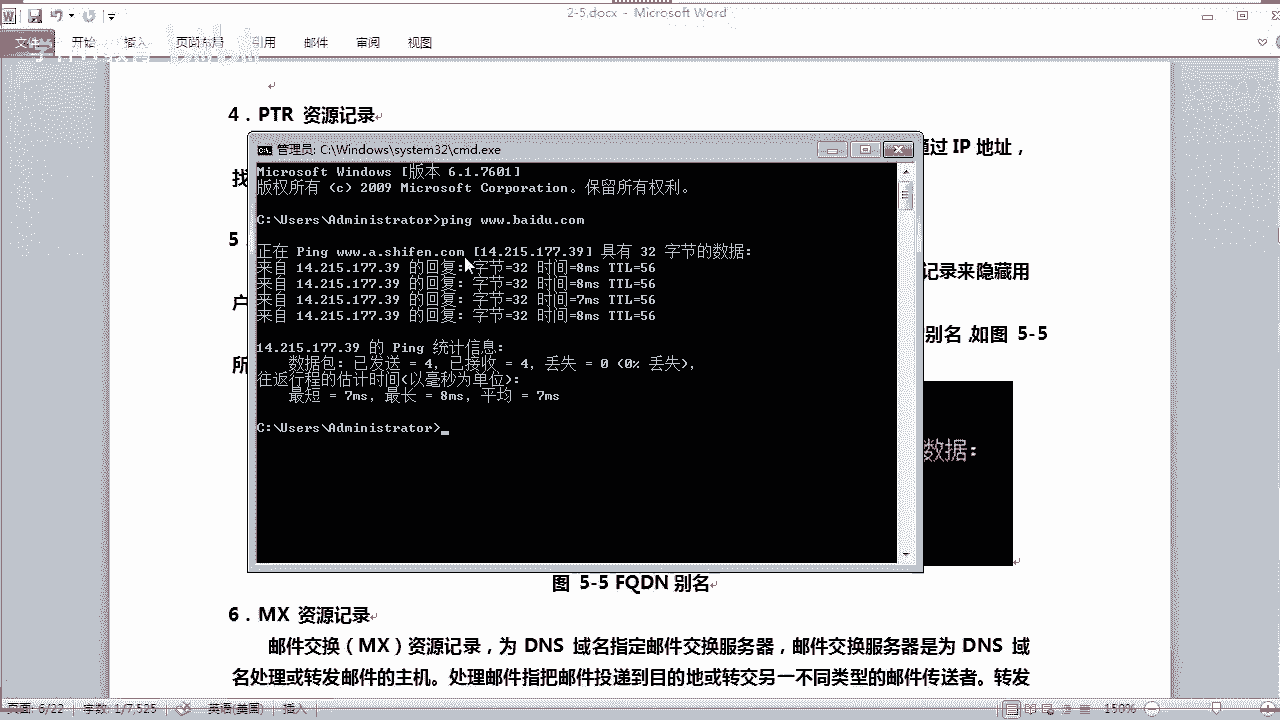 2-5.docx - Microsoft Word
文件 开始 插入 页面布局 引用 邮件 审阅 视图
4．PTR 资源记录
通过 IP 地址，
找
管理员: C:\Windows\system32\cmd.exe
Microsoft Windows [版本 6.1.7601]
版权所有 (c) 2009 Microsoft Corporation。保留所有权利。
C:\Users\Administrator>ping www.baidu.com
正在 Ping www.a.shifen.com [14.215.177.39] 具有 32 字节的数据:
来自 14.215.177.39 的回复: 字节=32 时间=8ms TTL=56
来自 14.215.177.39 的回复: 字节=32 时间=8ms TTL=56
来自 14.215.177.39 的回复: 字节=32 时间=7ms TTL=56
来自 14.215.177.39 的回复: 字节=32 时间=8ms TTL=56
14.215.177.39 的 Ping 统计信息:
数据包: 已发送 = 4，已接收 = 4，丢失 = 0 (0% 丢失)，
往返行程的估计时间(以毫秒为单位):
最短 = 7ms，最长 = 8ms，平均 = 7ms
C:\Users\Administrator>
5
记录来隐藏用
户
别名,如图 5-5
所
数据:
图 5-5 FQDN 别名
6．MX 资源记录
邮件交换（MX）资源记录，为 DNS 域名指定邮件交换服务器，邮件交换服务器是为 DNS 域
名处理或转发邮件的主机。处理邮件指把邮件投递到目的地或转交另一不同类型的邮件传送者。转发
页面: 6/22 字数: 1/7,525 英语(美国) 插入 150%